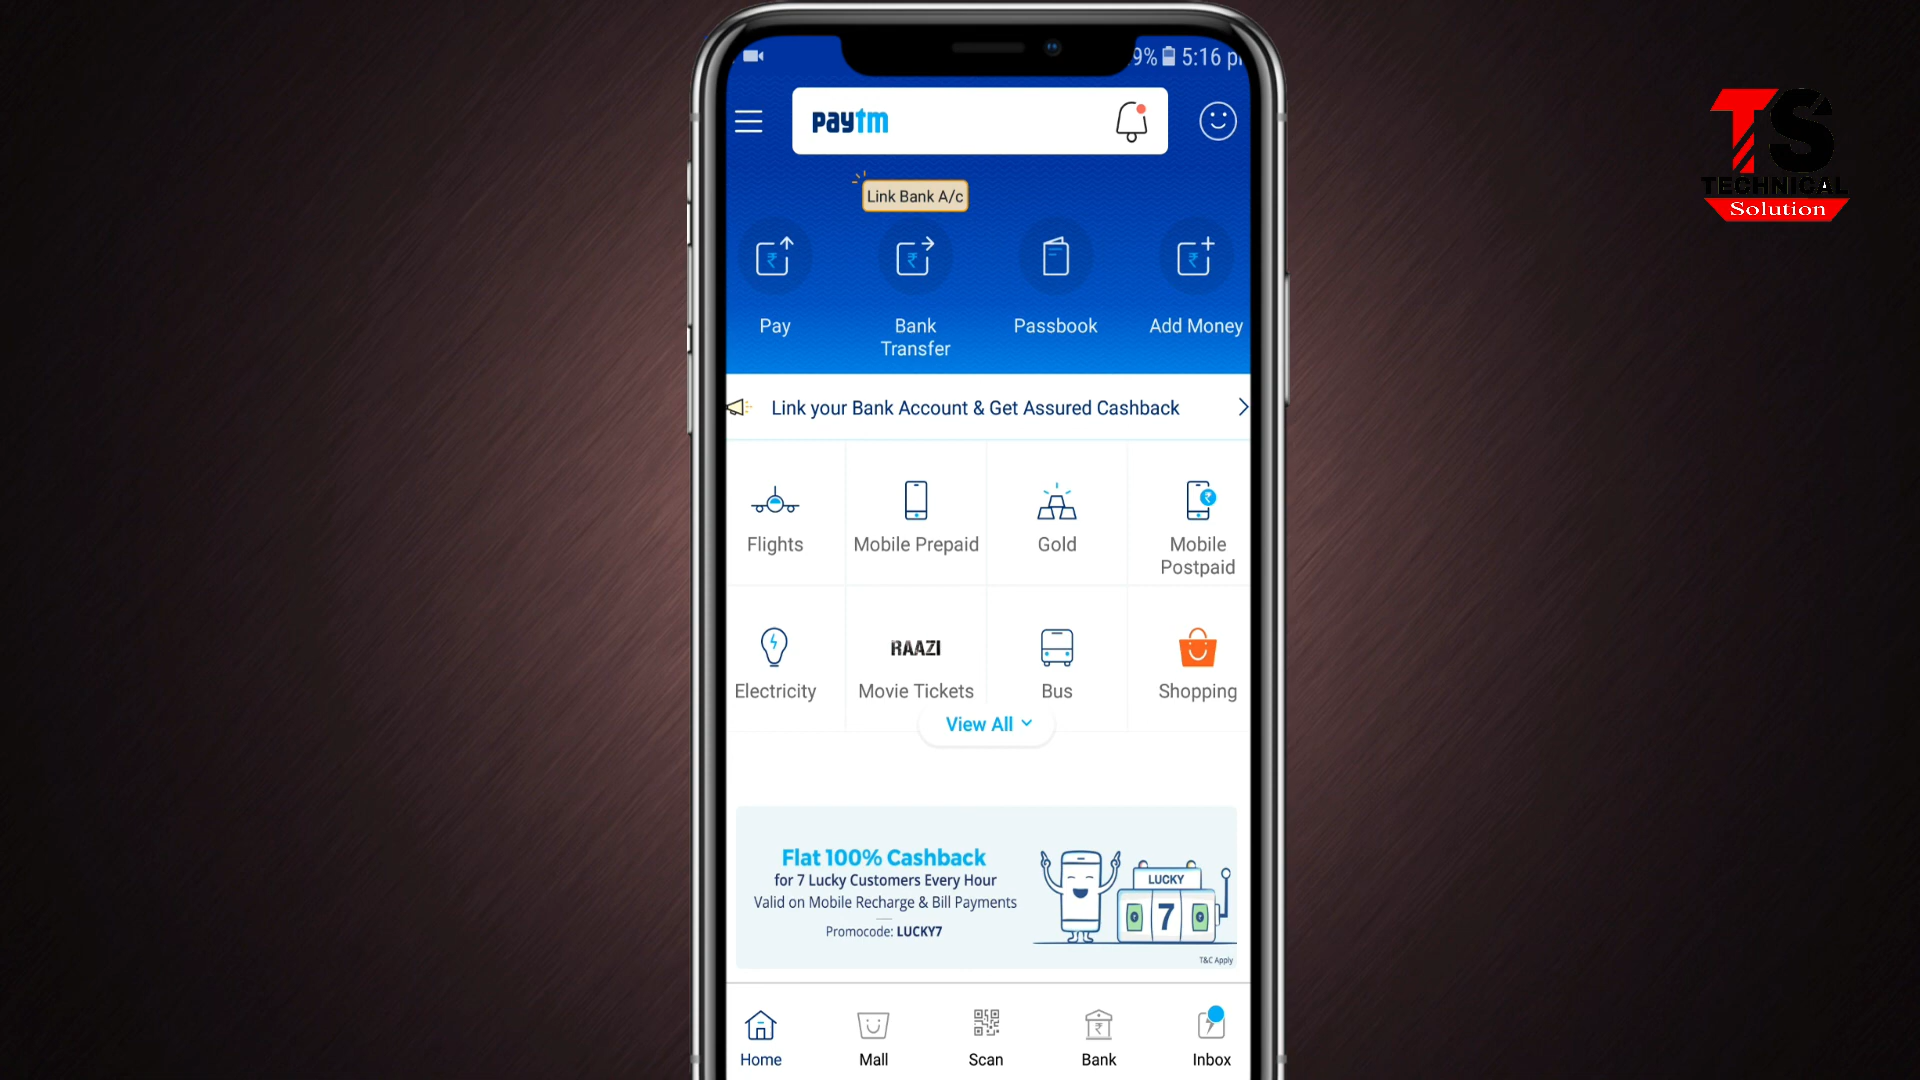 9% 5:16 p
paytm
TS
TECHNICAL
Solution
Link Bank A/c
Pay
Bank
Transfer
Passbook
Add Money
Link your Bank Account & Get Assured Cashback
Flights
Mobile Prepaid
Gold
Mobile
Postpaid
Electricity
RAAZI
Movie Tickets
Bus
Shopping
View All
Flat 100% Cashback
for 7 Lucky Customers Every Hour
Valid on Mobile Recharge & Bill Payments
Promocode: LUCKY7
LUCKY
7
T&C Apply
Home
Mall
Scan
Bank
Inbox